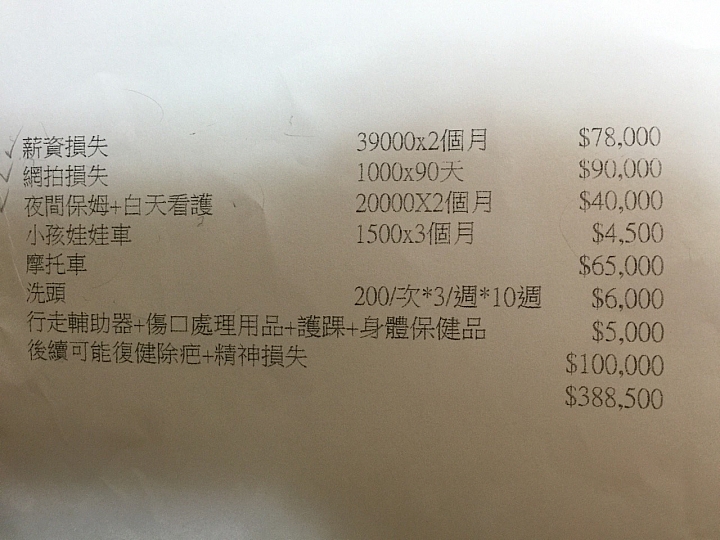 薪資損失 39000x2個月 $78,000
網拍損失 1000x90天 $90,000
夜間保姆+白天看護 20000X2個月 $40,000
小孩娃娃車 1500x3個月 $4,500
摩托車 $65,000
洗頭 200/次*3/週*10週 $6,000
行走輔助器+傷口處理用品+護踝+身體保健品 $5,000
後續可能復健除疤+精神損失 $100,000
$388,500